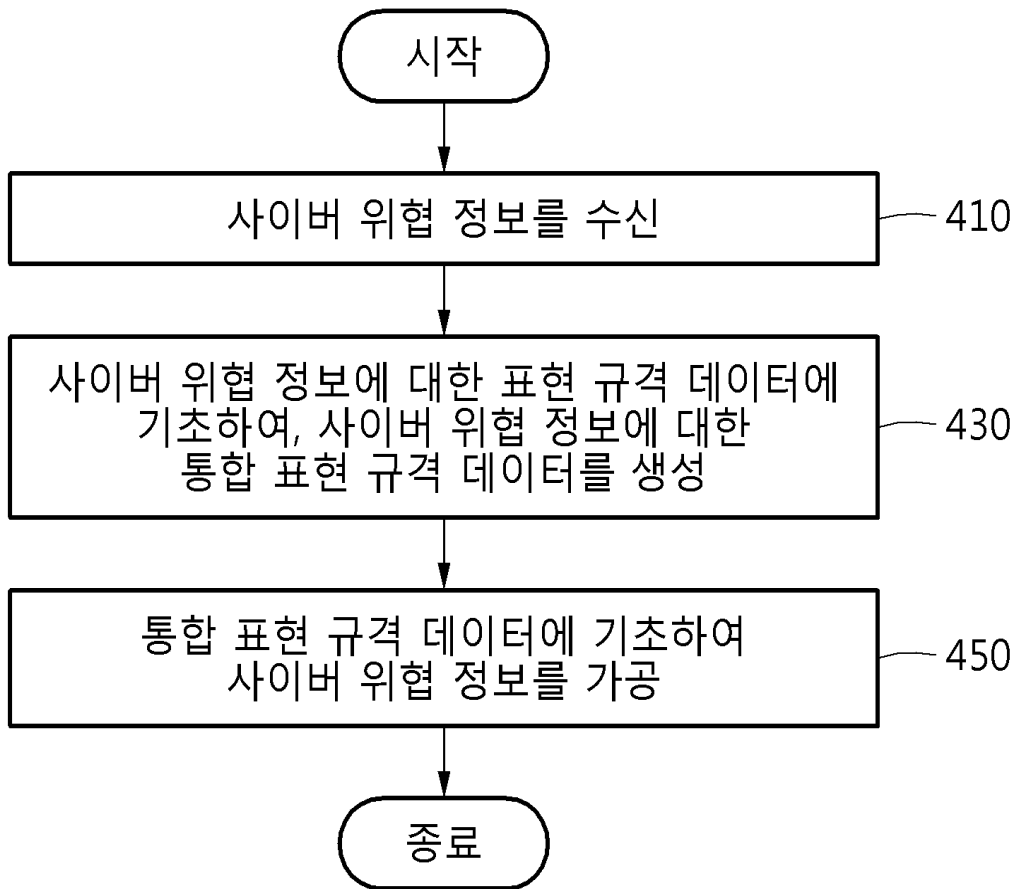 시작
사이버 위협 정보를 수신
410
사이버 위협 정보에 대한 표현 규격 데이터에
기초하여, 사이버 위협 정보에 대한
통합 표현 규격 데이터를 생성
430
통합 표현 규격 데이터에 기초하여
사이버 위협 정보를 가공
450
종료